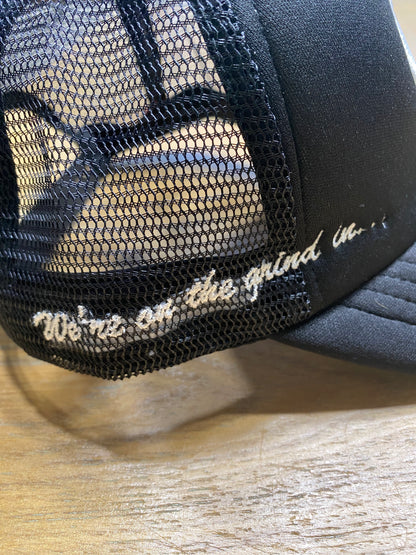 We're on the grind in...